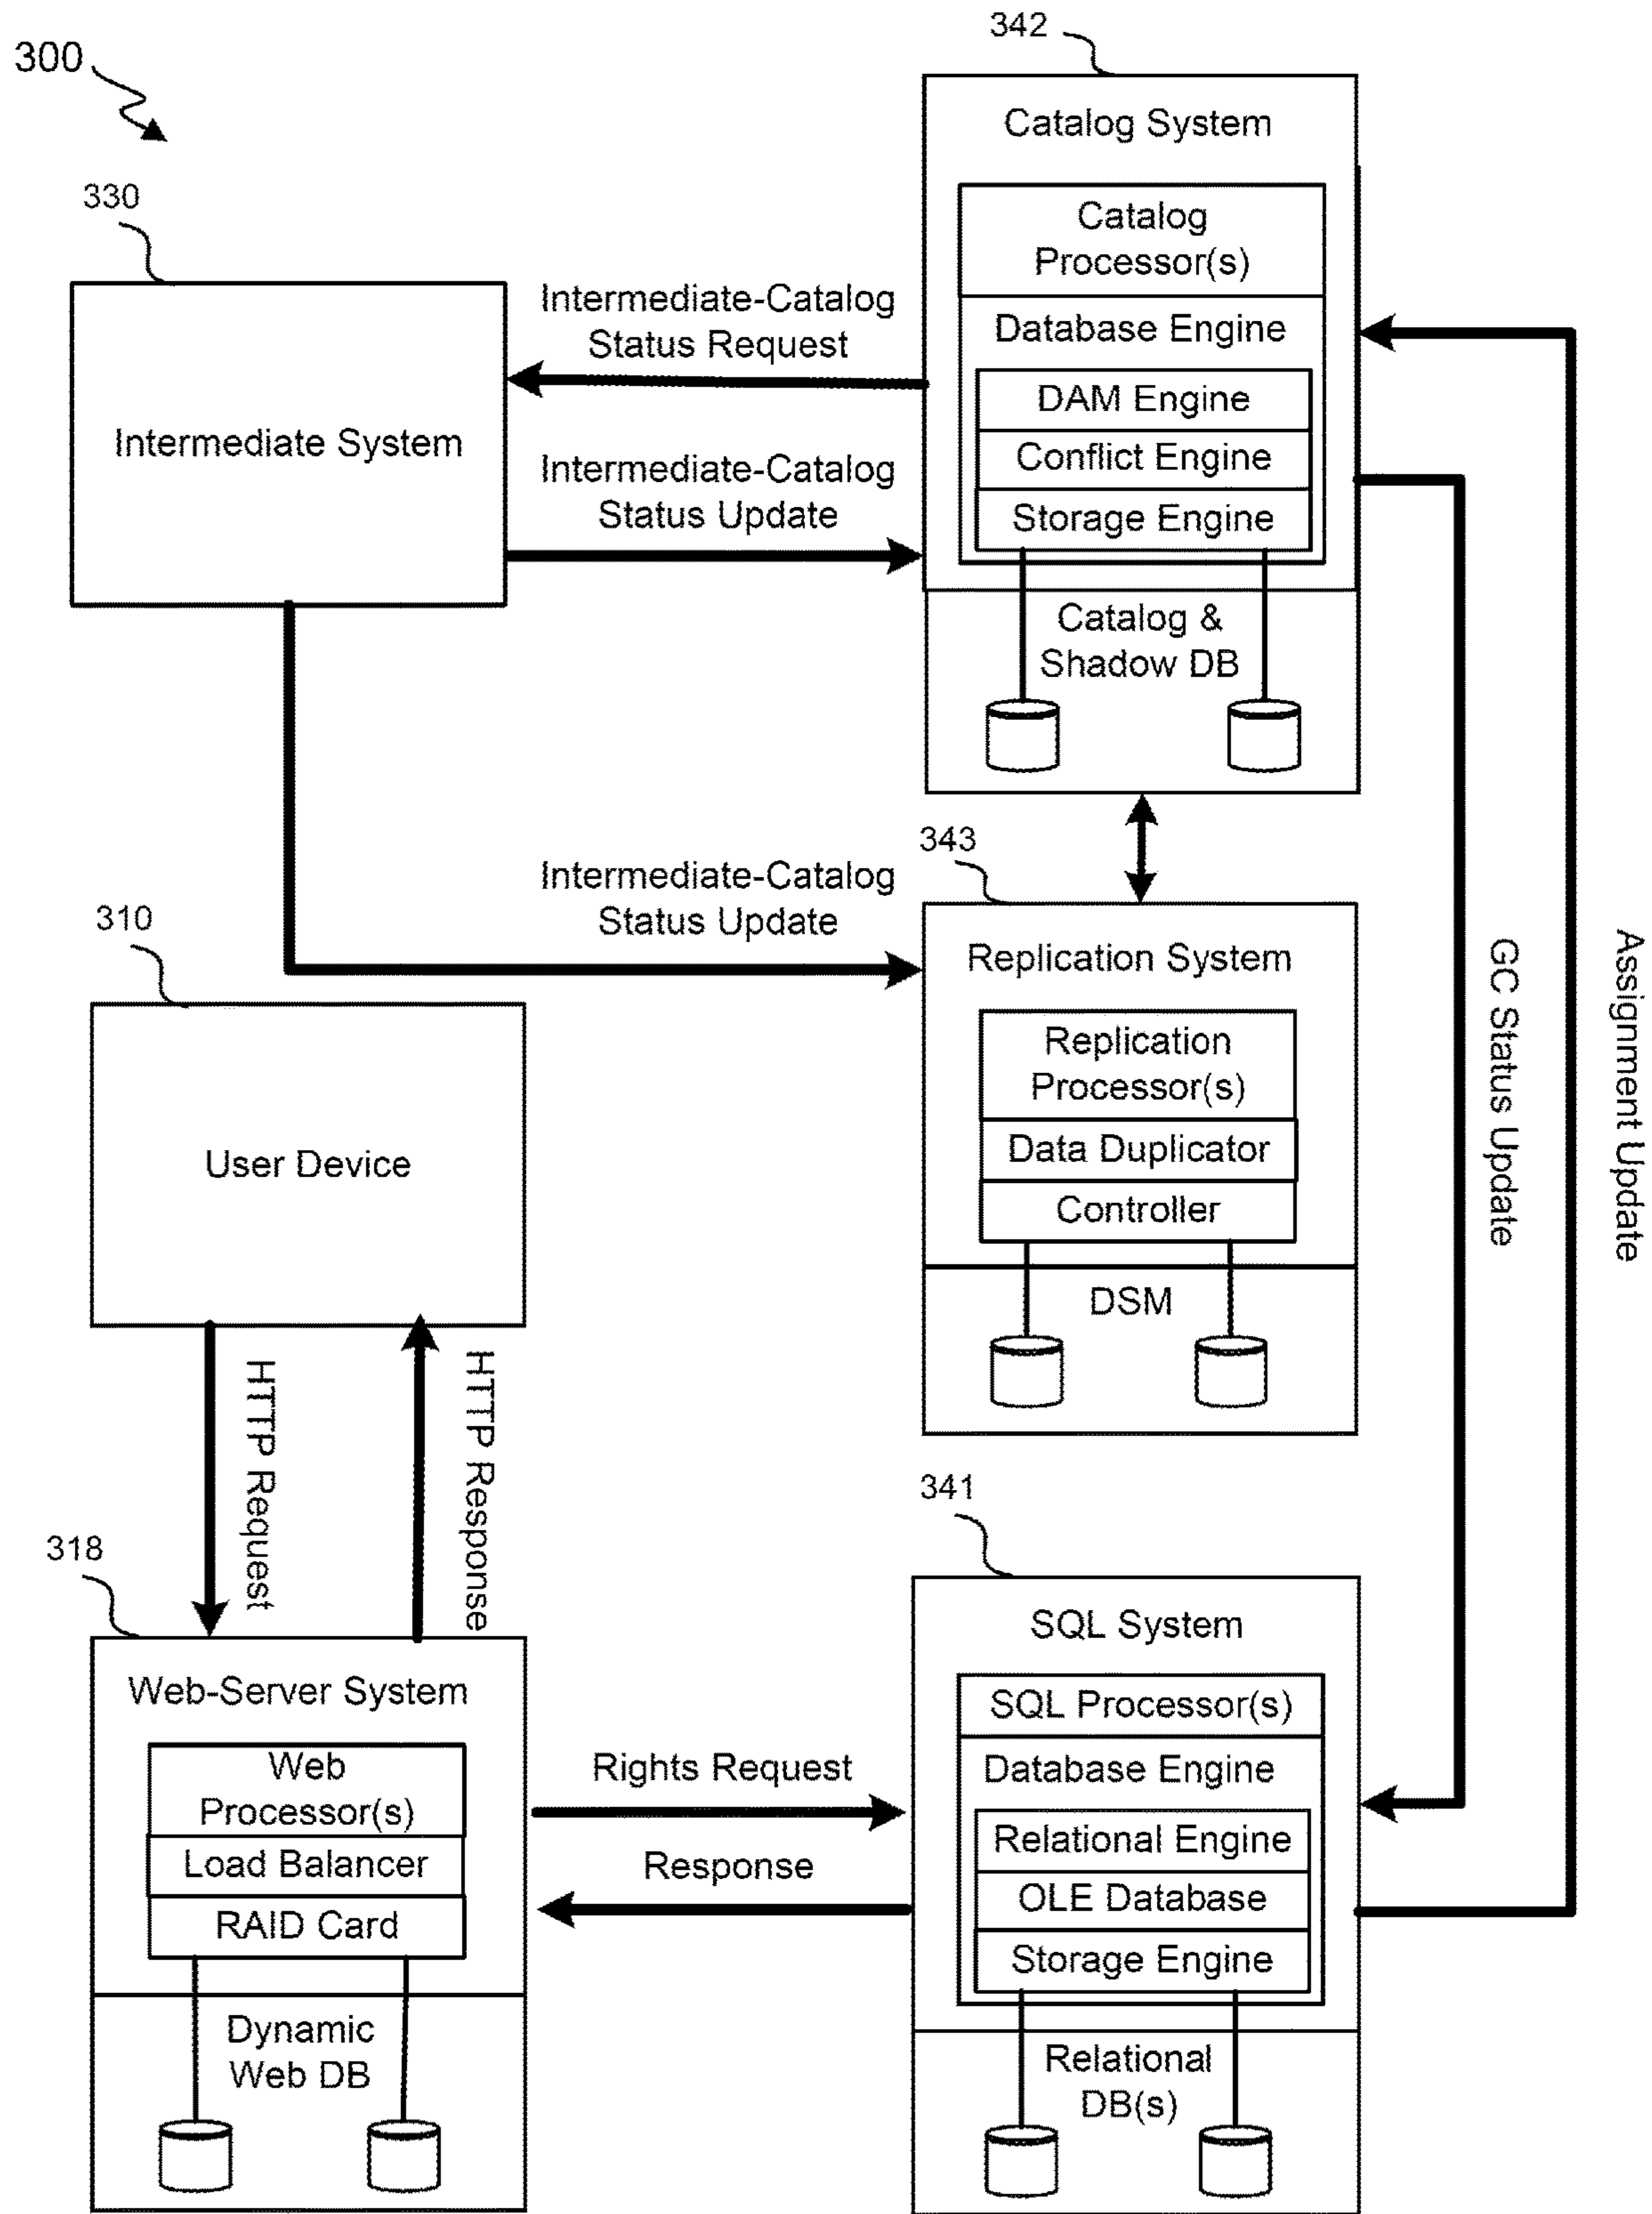 300
342
Catalog System
Catalog
Processor(s)
Database Engine
DAM Engine
Conflict Engine
Storage Engine
Catalog &
Shadow DB
330
Intermediate System
Intermediate-Catalog
Status Request
Intermediate-Catalog
Status Update
Intermediate-Catalog
Status Update
343
Replication System
Replication
Processor(s)
Data Duplicator
Controller
DSM
GC Status Update
Assignment Update
310
User Device
HTTP Request
HTTP Response
318
Web-Server System
Web
Processor(s)
Load Balancer
RAID Card
Dynamic
Web DB
Rights Request
Response
341
SQL System
SQL Processor(s)
Database Engine
Relational Engine
OLE Database
Storage Engine
Relational
DB(s)